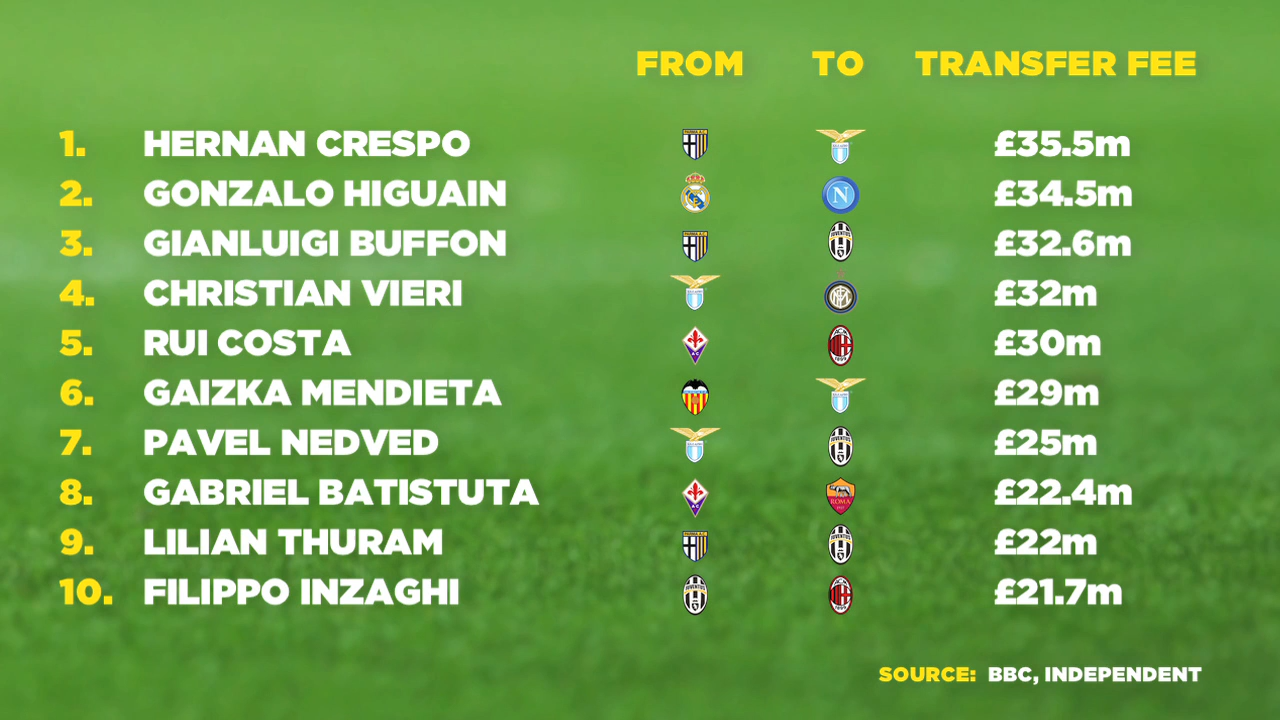 FROM TO TRANSFER FEE
1. HERNAN CRESPO £35.5m
2. GONZALO HIGUAIN £34.5m
3. GIANLUIGI BUFFON £32.6m
4. CHRISTIAN VIERI £32m
5. RUI COSTA £30m
6. GAIZKA MENDIETA £29m
7. PAVEL NEDVED £25m
8. GABRIEL BATISTUTA ROMA £22.4m
9. LILIAN THURAM £22m
10. FILIPPO INZAGHI £21.7m
SOURCE: BBC, INDEPENDENT